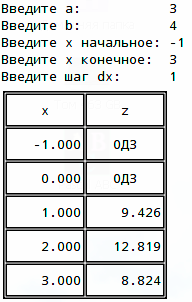 Введите a: 3
Введите b: 4
Введите x начальное: -1
Введите x конечное: 3
Введите шаг dx: 1
x z
-1.000 ОДЗ
0.000 ОДЗ
1.000 9.426
2.000 12.819
3.000 8.824